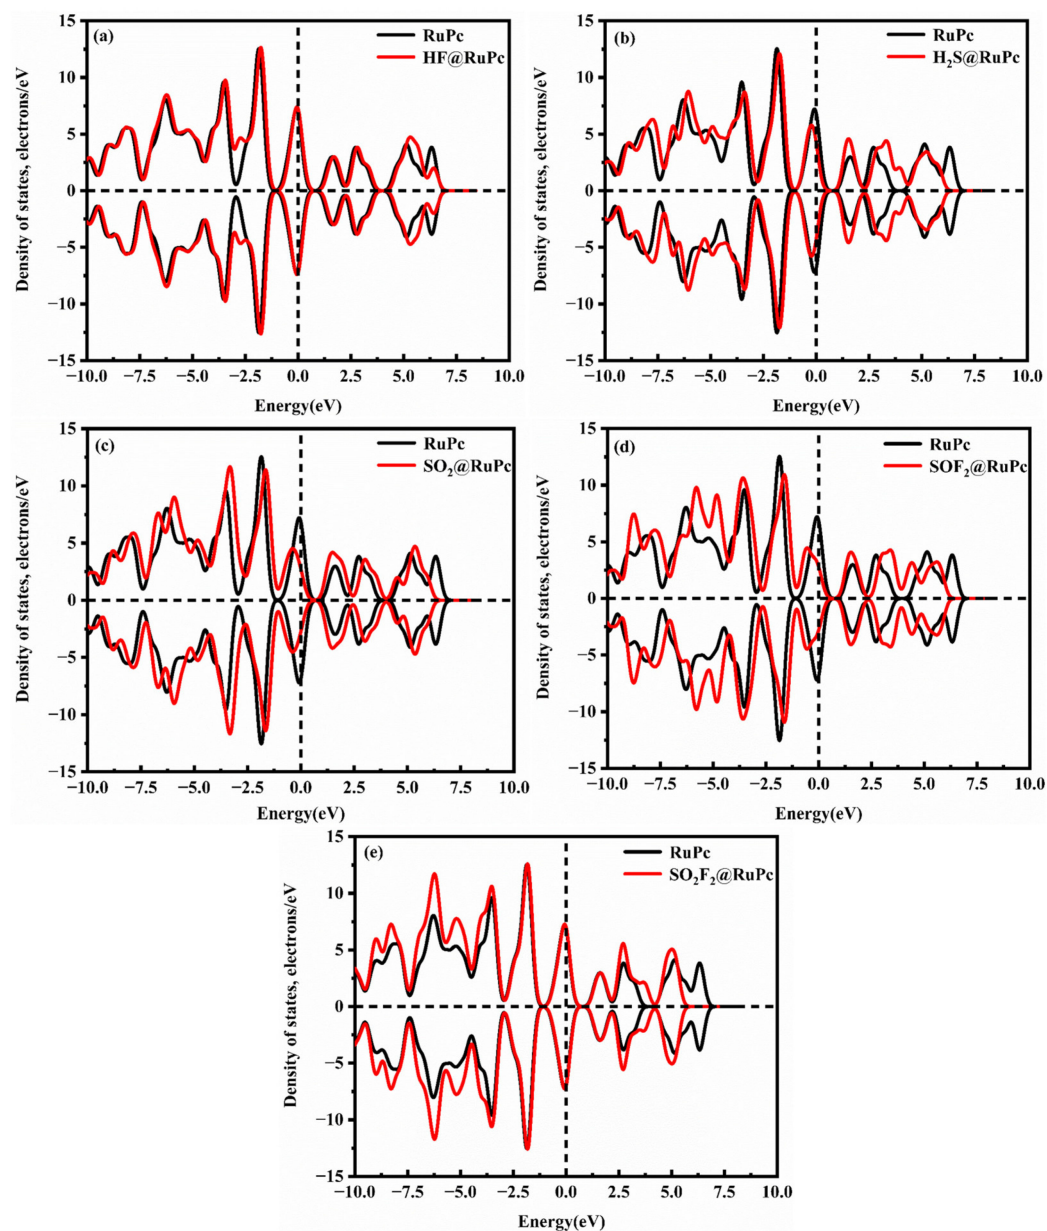 (a)
RuPc
HF@RuPc
Density of states, electrons/eV
15
10
5
0
−5
−10
−15
−10.0 −7.5 −5.0 −2.5 0.0 2.5 5.0 7.5 10.0
Energy(eV)
(b)
RuPc
H₂S@RuPc
Density of states, electrons/eV
15
10
5
0
−5
−10
−15
−10.0 −7.5 −5.0 −2.5 0.0 2.5 5.0 7.5 10.0
Energy(eV)
(c)
RuPc
SO₂@RuPc
Density of states, electrons/eV
15
10
5
0
−5
−10
−15
−10.0 −7.5 −5.0 −2.5 0.0 2.5 5.0 7.5 10.0
Energy(eV)
(d)
RuPc
SOF₂@RuPc
Density of states, electrons/eV
15
10
5
0
−5
−10
−15
−10.0 −7.5 −5.0 −2.5 0.0 2.5 5.0 7.5 10.0
Energy(eV)
(e)
RuPc
SO₂F₂@RuPc
Density of states, electrons/eV
15
10
5
0
−5
−10
−15
−10.0 −7.5 −5.0 −2.5 0.0 2.5 5.0 7.5 10.0
Energy(eV)